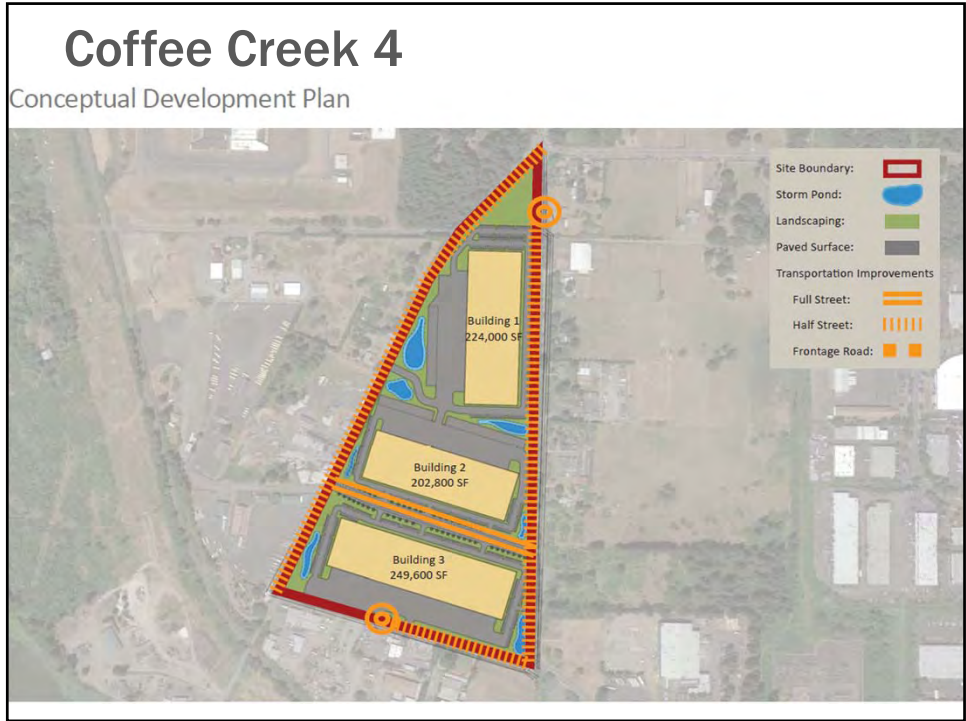 Coffee Creek 4
Conceptual Development Plan
Site Boundary:
Storm Pond:
Landscaping:
Paved Surface:
Transportation Improvements
Full Street:
Half Street:
Frontage Road:
Building 1
224,000 SF
Building 2
202,800 SF
Building 3
249,600 SF